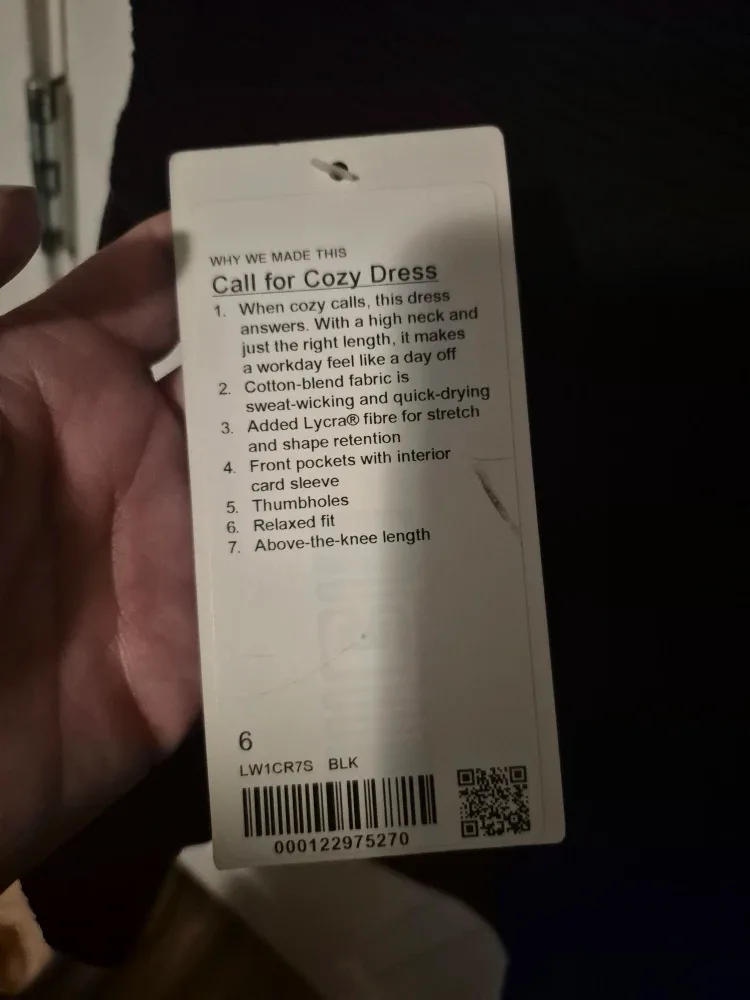 WHY WE MADE THIS
Call for Cozy Dress
1. When cozy calls, this dress
answers. With a high neck and
just the right length, it makes
a workday feel like a day off
2. Cotton-blend fabric is
sweat-wicking and quick-drying
3. Added Lycra® fibre for stretch
and shape retention
4. Front pockets with interior
card sleeve
5. Thumbholes
6. Relaxed fit
7. Above-the-knee length
6
LW1CR7S BLK
000122975270